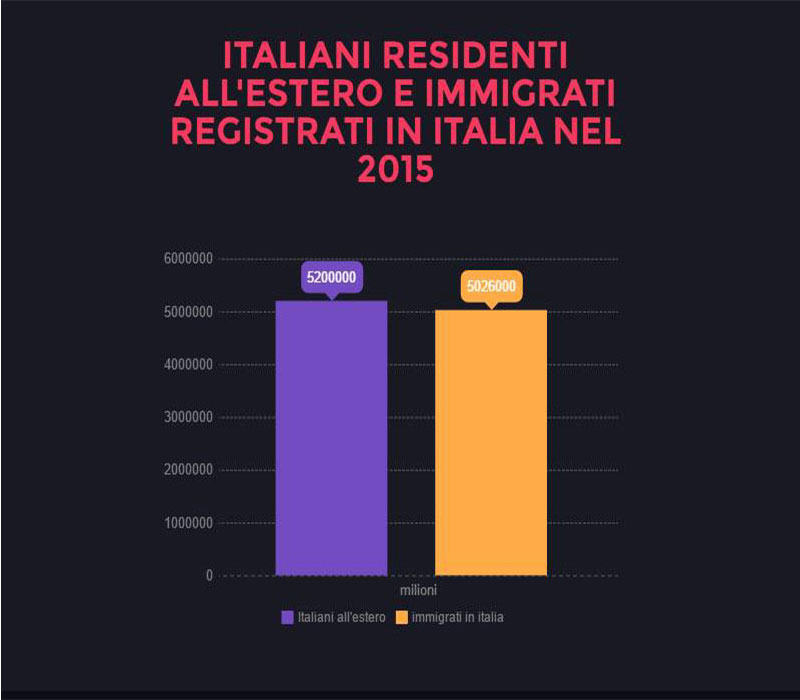 ITALIANI RESIDENTI
ALL'ESTERO E IMMIGRATI
REGISTRATI IN ITALIA NEL
2015
6000000
5200000
5026000
5000000
4000000
3000000
2000000
1000000
0
milioni
Italiani all'estero immigrati in italia